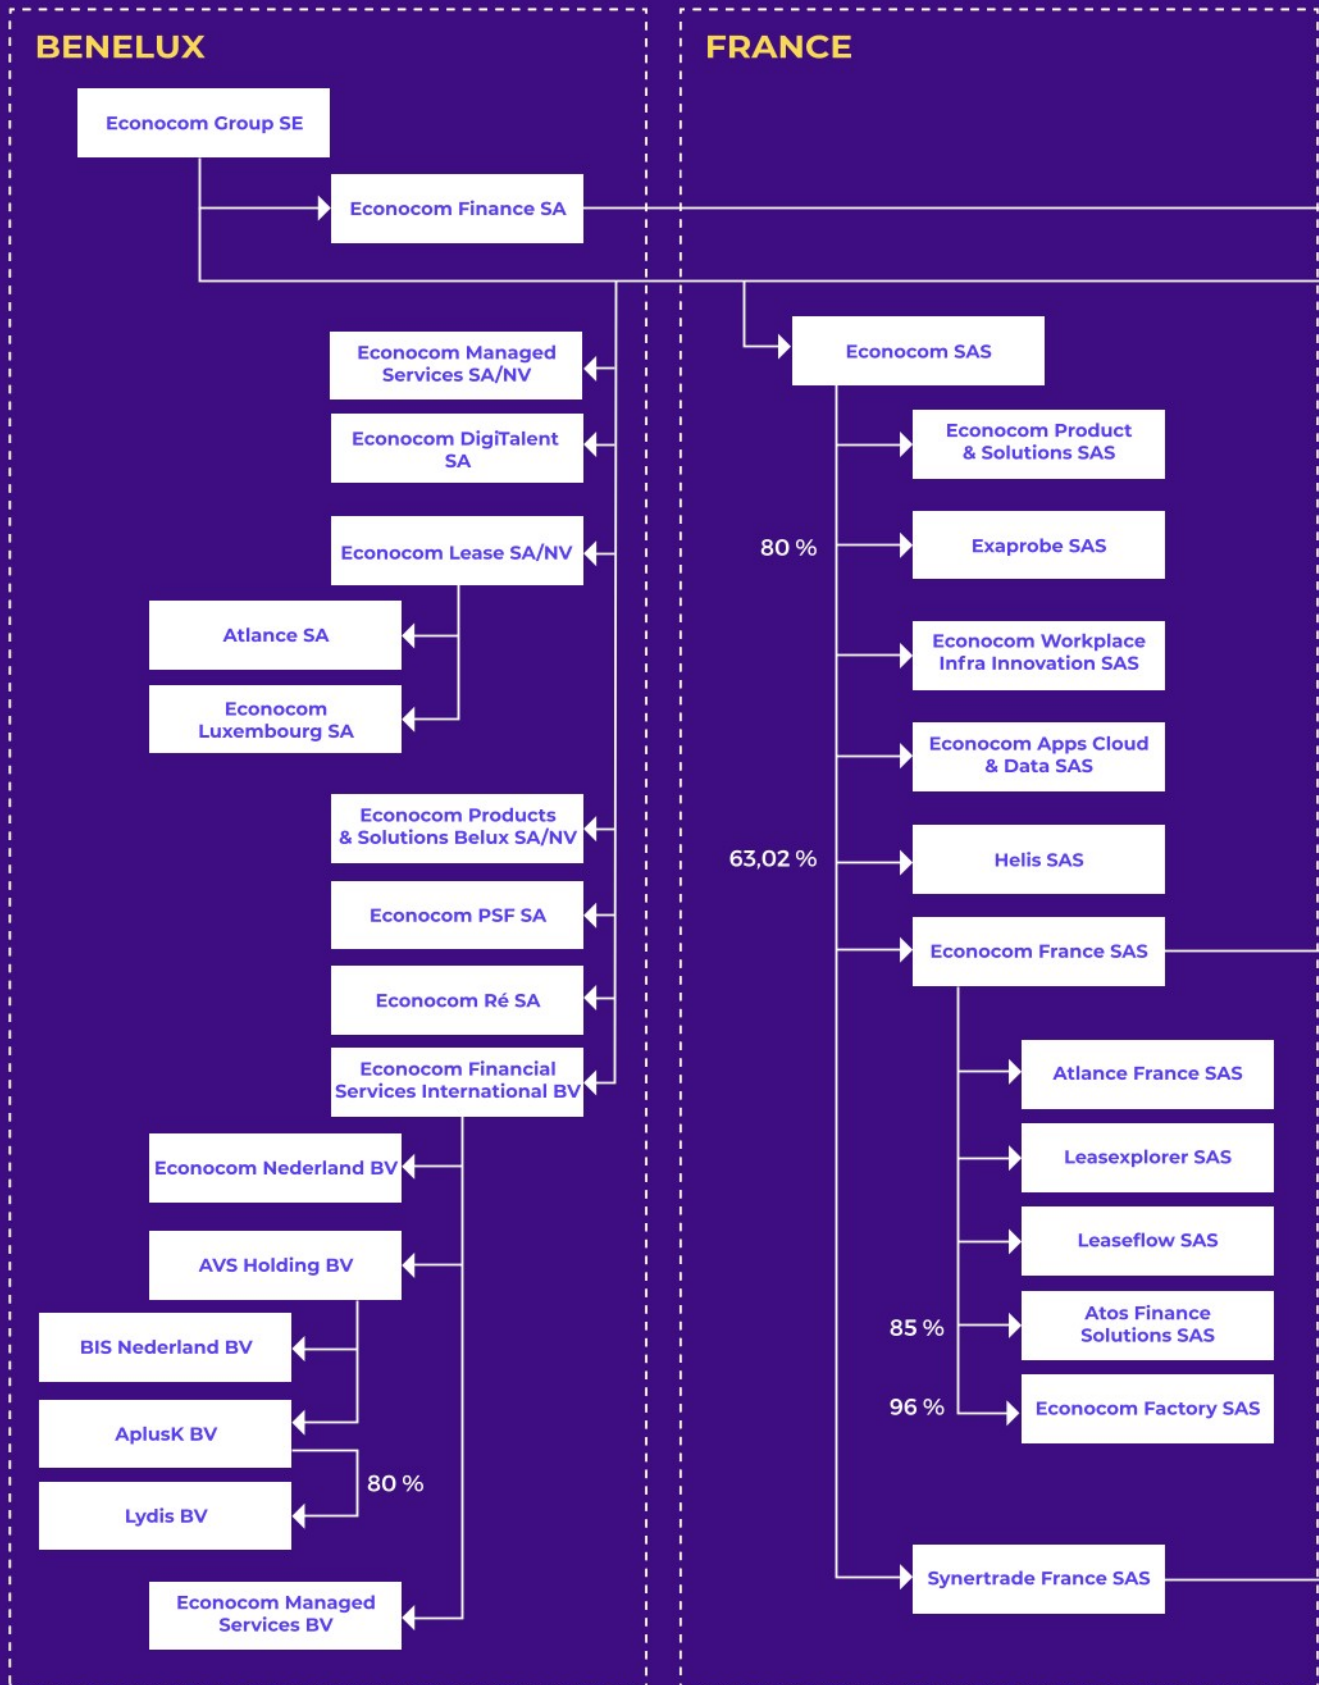 BENELUX
Econocom Group SE
Econocom Finance SA
Econocom Managed
Services SA/NV
Econocom DigiTalent
SA
Econocom Lease SA/NV
Atlance SA
Econocom
Luxembourg SA
Econocom Products
& Solutions Belux SA/NV
Econocom PSF SA
Econocom Ré SA
Econocom Financial
Services International BV
Econocom Nederland BV
AVS Holding BV
BIS Nederland BV
AplusK BV
80 %
Lydis BV
Econocom Managed
Services BV
FRANCE
Econocom SAS
Econocom Product
& Solutions SAS
80 %
Exaprobe SAS
Econocom Workplace
Infra Innovation SAS
Econocom Apps Cloud
& Data SAS
63,02 %
Helis SAS
Econocom France SAS
Atlance France SAS
Leasexplorer SAS
Leaseflow SAS
85 %
Atos Finance
Solutions SAS
96 %
Econocom Factory SAS
Synertrade France SAS